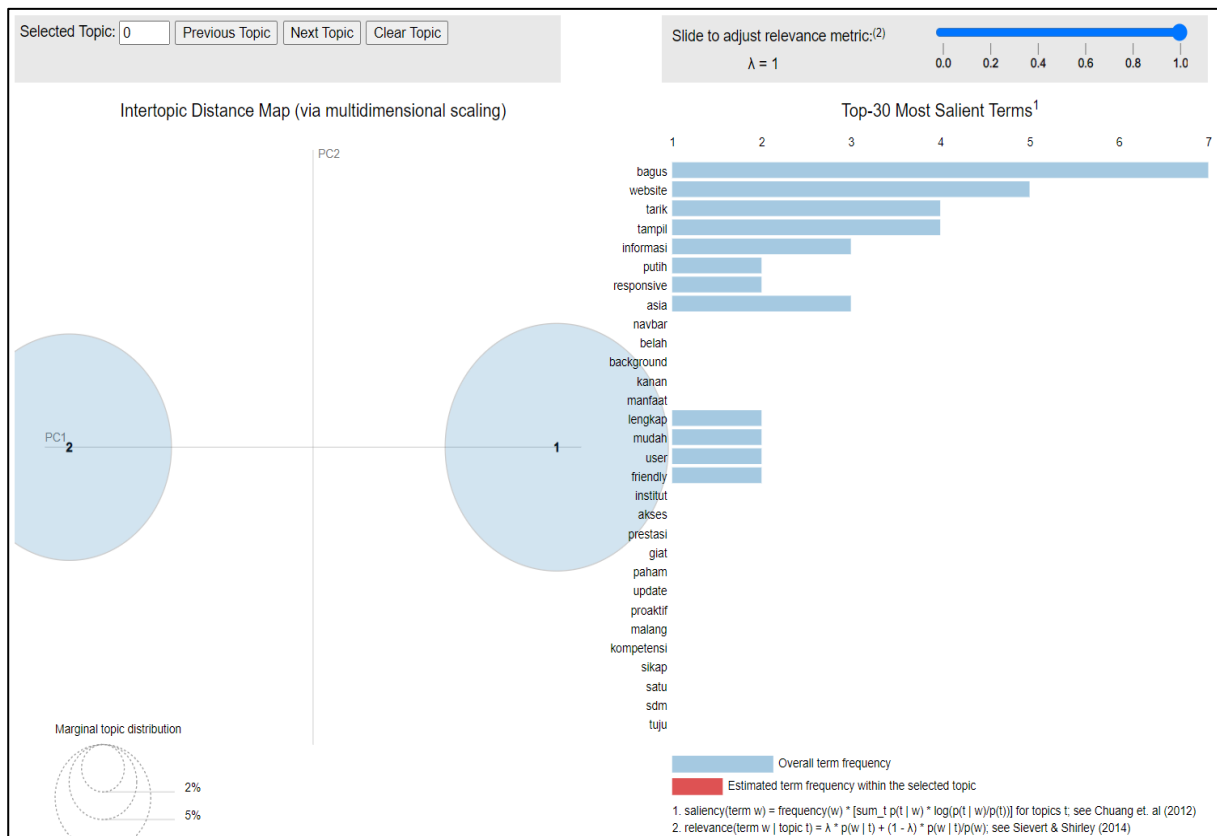 Selected Topic: 0 Previous Topic Next Topic Clear Topic
Slide to adjust relevance metric:(2)
λ = 1
0.0 0.2 0.4 0.6 0.8 1.0
Intertopic Distance Map (via multidimensional scaling)
PC2
PC1
2
1
Marginal topic distribution
2%
5%
Top-30 Most Salient Terms1
1 2 3 4 5 6 7
bagus
website
tarik
tampil
informasi
putih
responsive
asia
navbar
belah
background
kanan
manfaat
lengkap
mudah
user
friendly
institut
akses
prestasi
giat
paham
update
proaktif
malang
kompetensi
sikap
satu
sdm
tuju
Overall term frequency
Estimated term frequency within the selected topic
1. saliency(term w) = frequency(w) * [sum_t p(t | w) * log(p(t | w)/p(t))] for topics t; see Chuang et. al (2012)
2. relevance(term w | topic t) = λ * p(w | t) + (1 - λ) * p(w | t)/p(w); see Sievert & Shirley (2014)